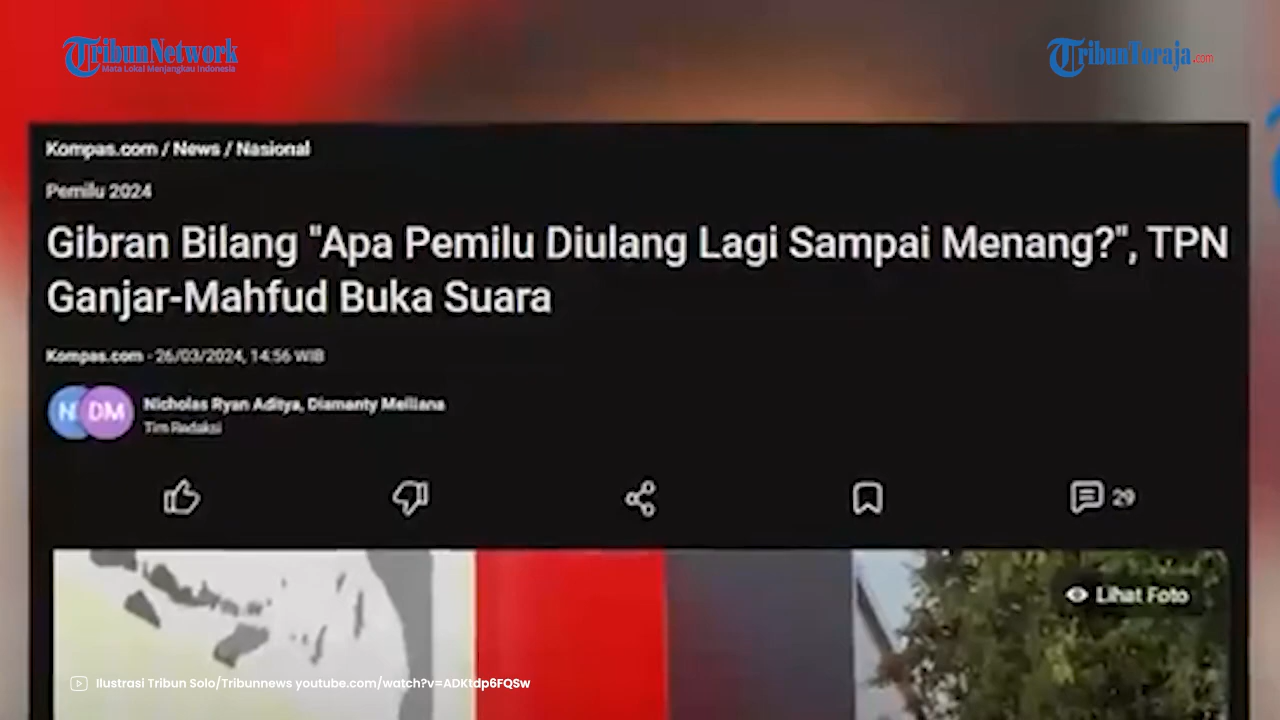 TribunNetwork
Mata Lokal Menjangkau Indonesia
TribunToraja.com
Kompas.com / News / Nasional
Pemilu 2024
Gibran Bilang "Apa Pemilu Diulang Lagi Sampai Menang?", TPN
Ganjar-Mahfud Buka Suara
Kompas.com - 26/03/2024, 14:56 WIB
N DM
Nicholas Ryan Aditya, Diamanty Meiliana
Tim Redaksi
29
Lihat Foto
Ilustrasi Tribun Solo/Tribunnews youtube.com/watch?v=ADKtdp6FQSw